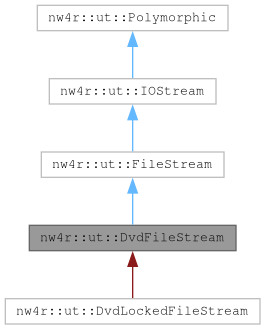 nw4r::ut::Polymorphic
nw4r::ut::IOStream
nw4r::ut::FileStream
nw4r::ut::DvdFileStream
nw4r::ut::DvdLockedFileStream